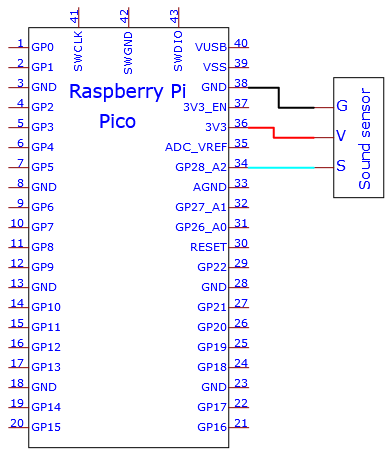 41 42 43
SWCLK SWGND SWDIO
1 GP0 VUSB 40
2 GP1 VSS 39
3 GND GND 38
Raspberry Pi
4 GP2 3V3_EN 37
G
Pico
5 GP3 3V3 36
V
6 GP4 ADC_VREF 35
7 GP5 GP28_A2 34
S
Sound sensor
8 GND AGND 33
9 GP6 GP27_A1 32
10 GP7 GP26_A0 31
11 GP8 RESET 30
12 GP9 GP22 29
13 GND GND 28
14 GP10 GP21 27
15 GP11 GP20 26
16 GP12 GP19 25
17 GP13 GP18 24
18 GND GND 23
19 GP14 GP17 22
20 GP15 GP16 21